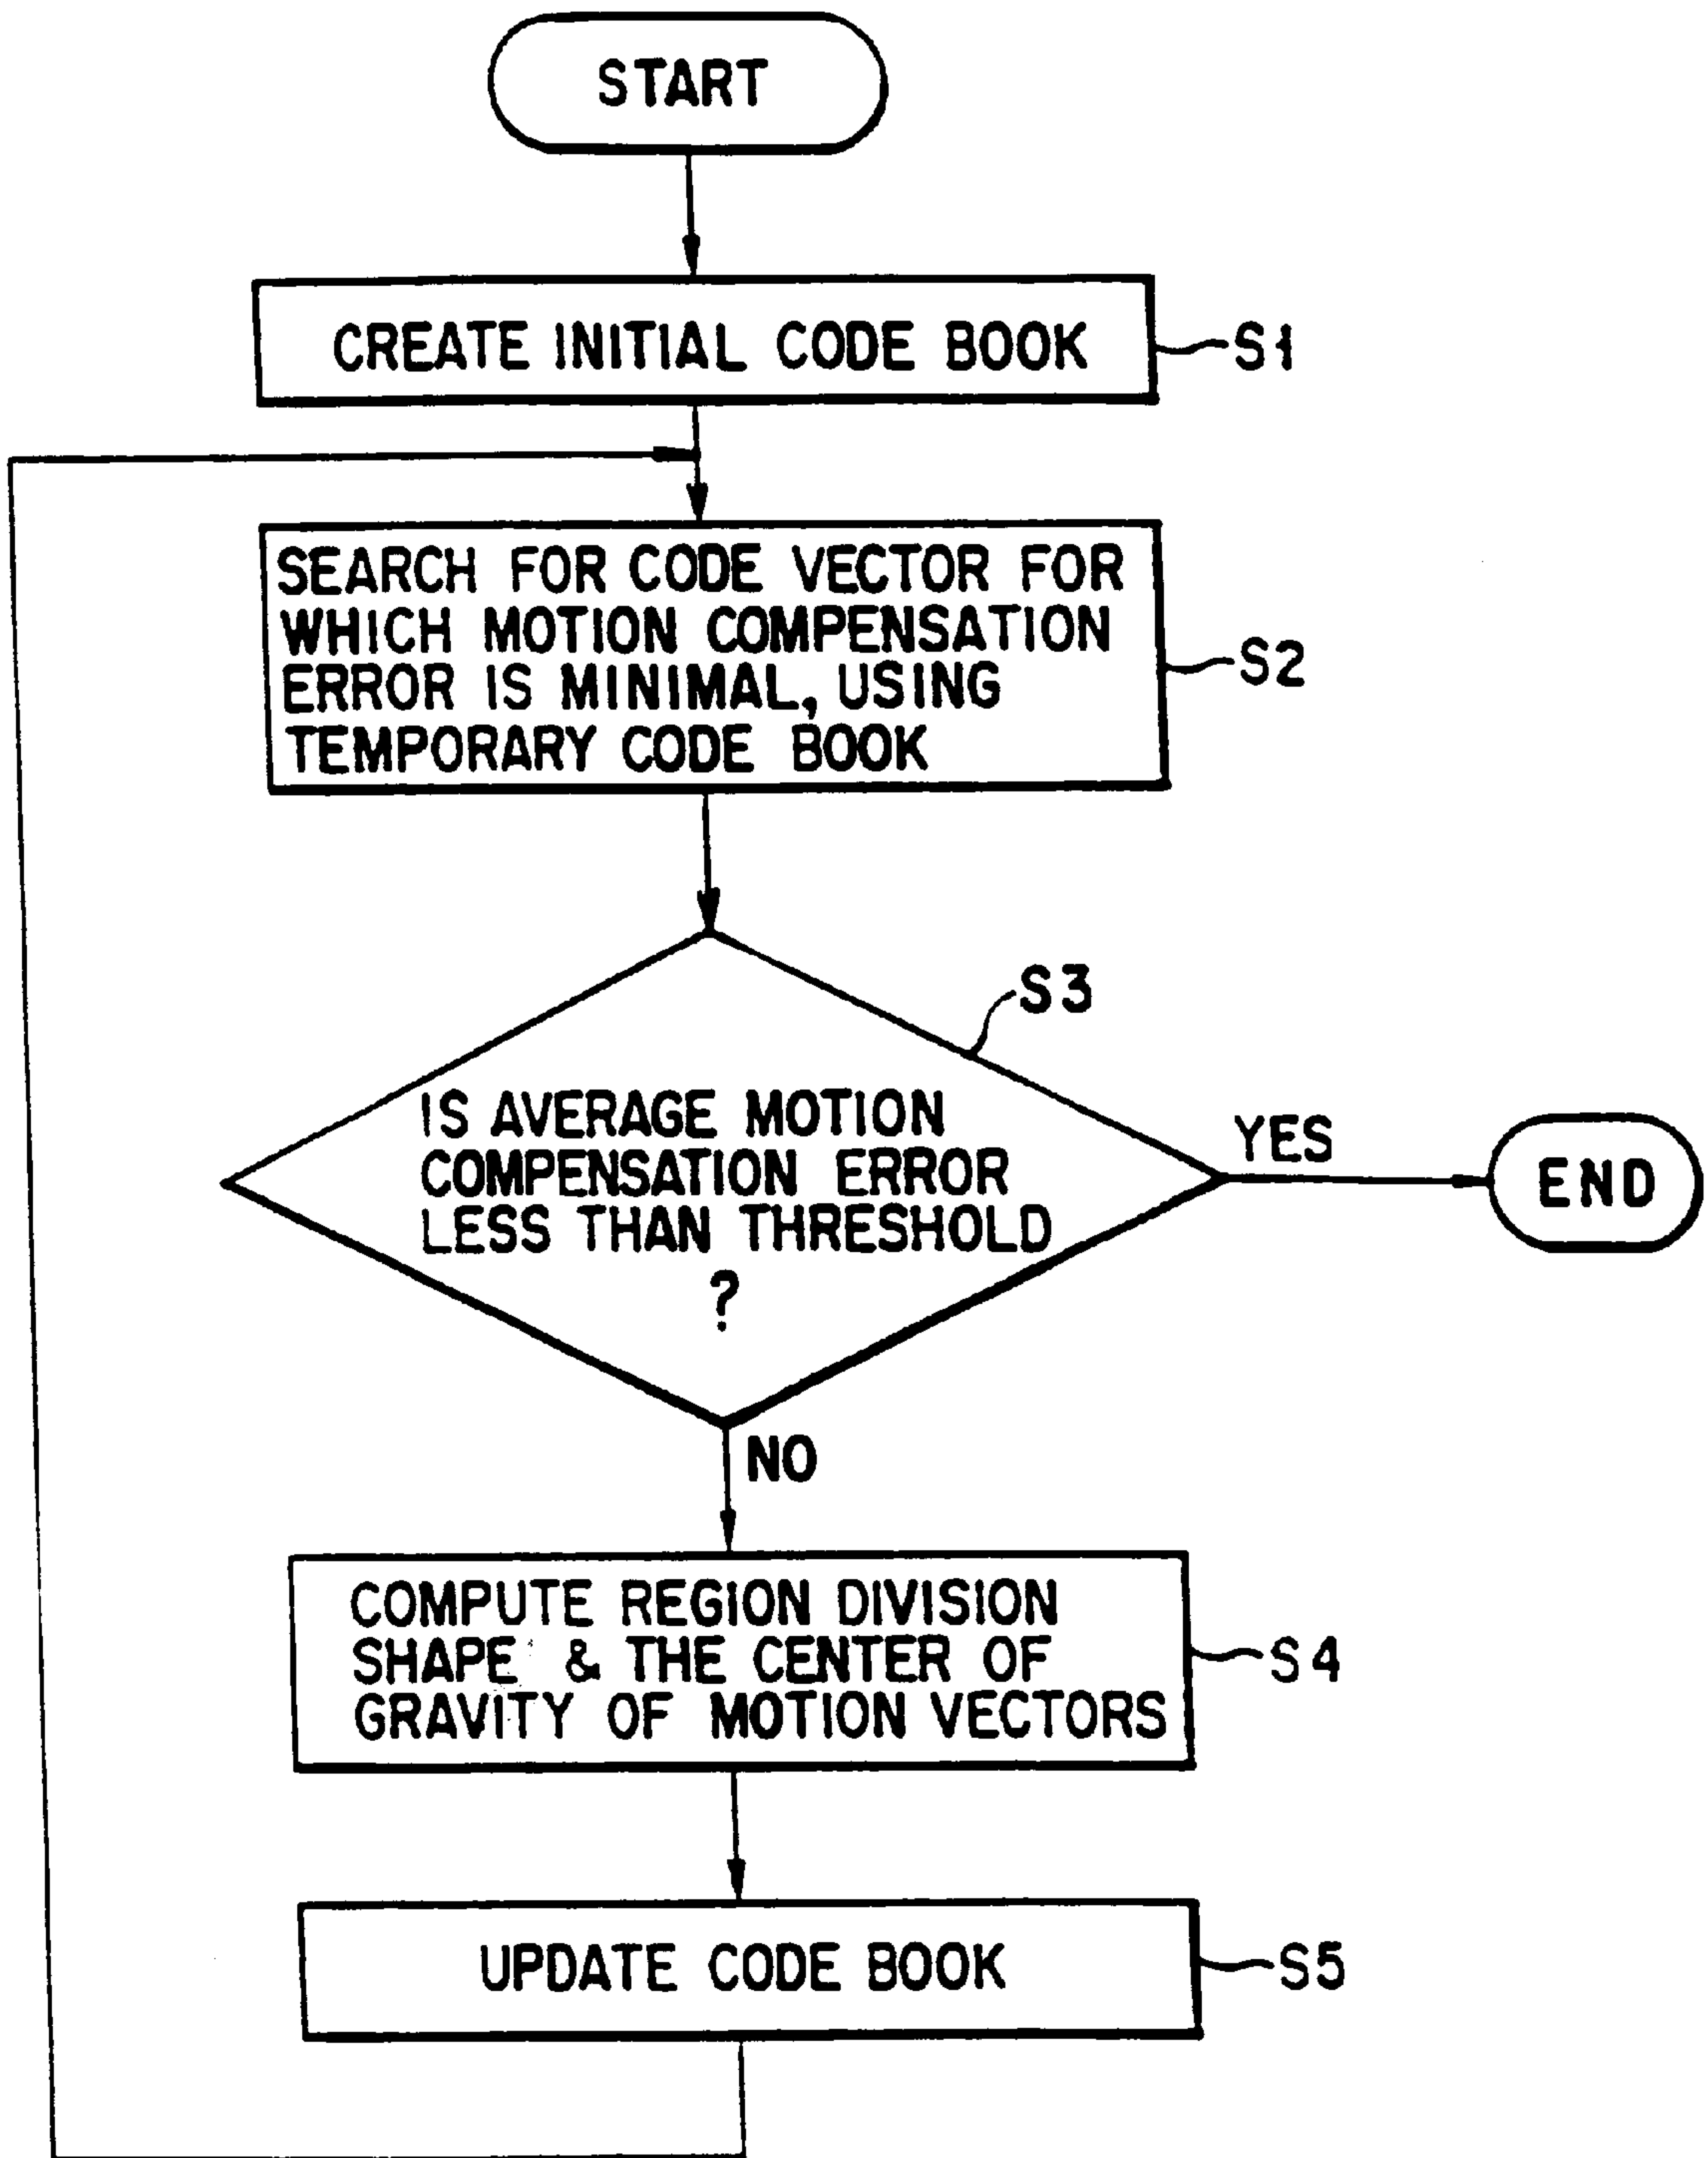 START
CREATE INITIAL CODE BOOK
S1
SEARCH FOR CODE VECTOR FOR
WHICH MOTION COMPENSATION
ERROR IS MINIMAL, USING
TEMPORARY CODE BOOK
S2
S3
IS AVERAGE MOTION
COMPENSATION ERROR
LESS THAN THRESHOLD
?
YES
END
NO
COMPUTE REGION DIVISION
SHAPE & THE CENTER OF
GRAVITY OF MOTION VECTORS
S4
UPDATE CODE BOOK
S5